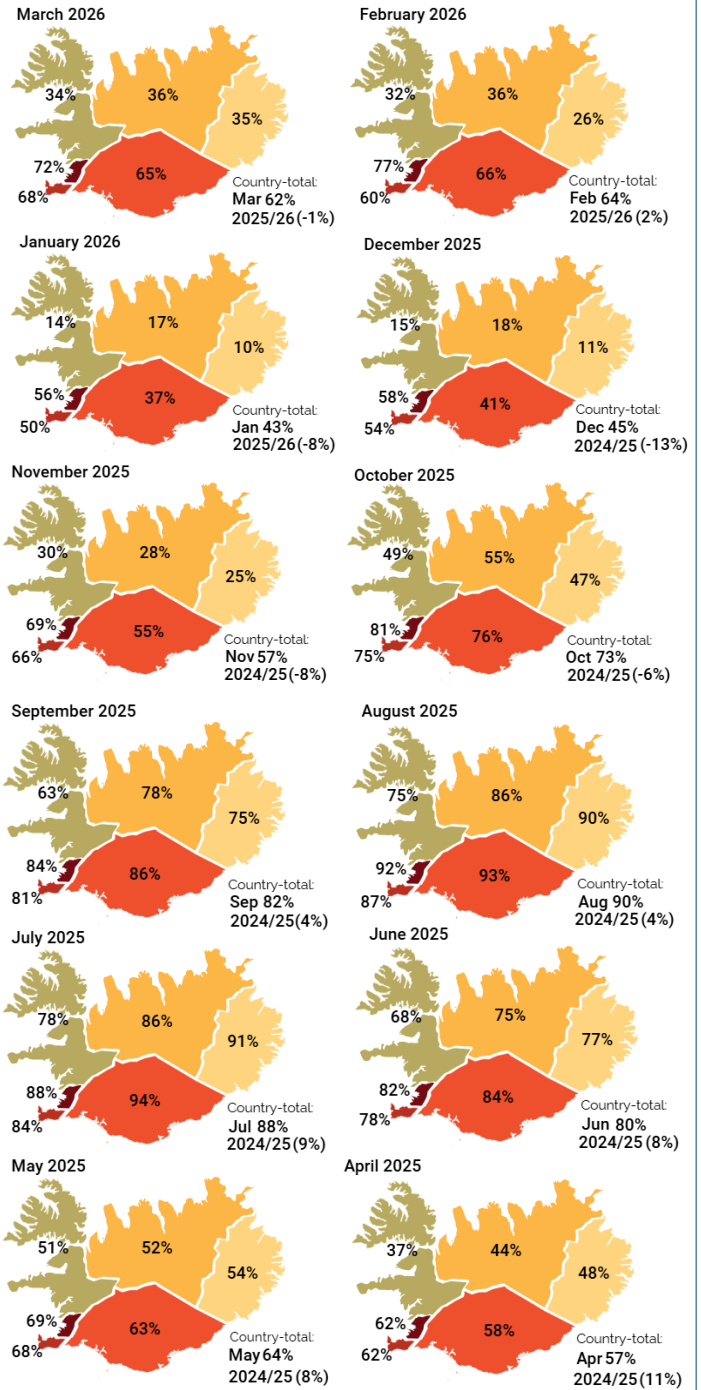 March 2026
34%
36%
35%
72%
65%
68%
Country-total:
Mar 62%
2025/26 (-1%)
February 2026
32%
36%
26%
77%
66%
60%
Country-total:
Feb 64%
2025/26 (2%)
January 2026
14%
17%
10%
56%
37%
50%
Country-total:
Jan 43%
2025/26 (-8%)
December 2025
15%
18%
11%
58%
41%
54%
Country-total:
Dec 45%
2024/25 (-13%)
November 2025
30%
28%
25%
69%
55%
66%
Country-total:
Nov 57%
2024/25 (-8%)
October 2025
49%
55%
47%
81%
76%
75%
Country-total:
Oct 73%
2024/25 (-6%)
September 2025
63%
78%
75%
84%
86%
81%
Country-total:
Sep 82%
2024/25 (4%)
August 2025
75%
86%
90%
92%
93%
87%
Country-total:
Aug 90%
2024/25 (4%)
July 2025
78%
86%
91%
88%
94%
84%
Country-total:
Jul 88%
2024/25 (9%)
June 2025
68%
75%
77%
82%
84%
78%
Country-total:
Jun 80%
2024/25 (8%)
May 2025
51%
52%
54%
69%
63%
68%
Country-total:
May 64%
2024/25 (8%)
April 2025
37%
44%
48%
62%
58%
62%
Country-total:
Apr 57%
2024/25 (11%)